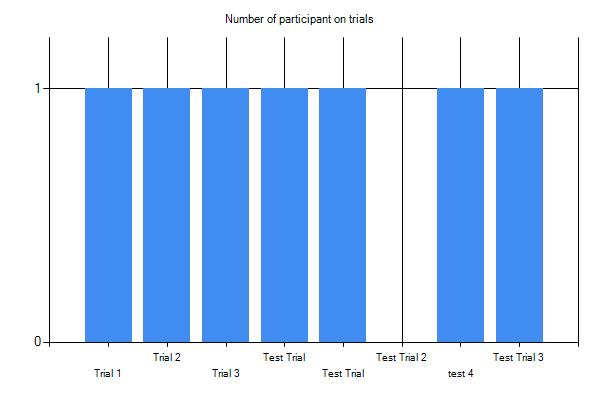 Number of participant on trials
1
0
Trial 1
Trial 2
Trial 3
Test Trial
Test Trial
Test Trial 2
test 4
Test Trial 3